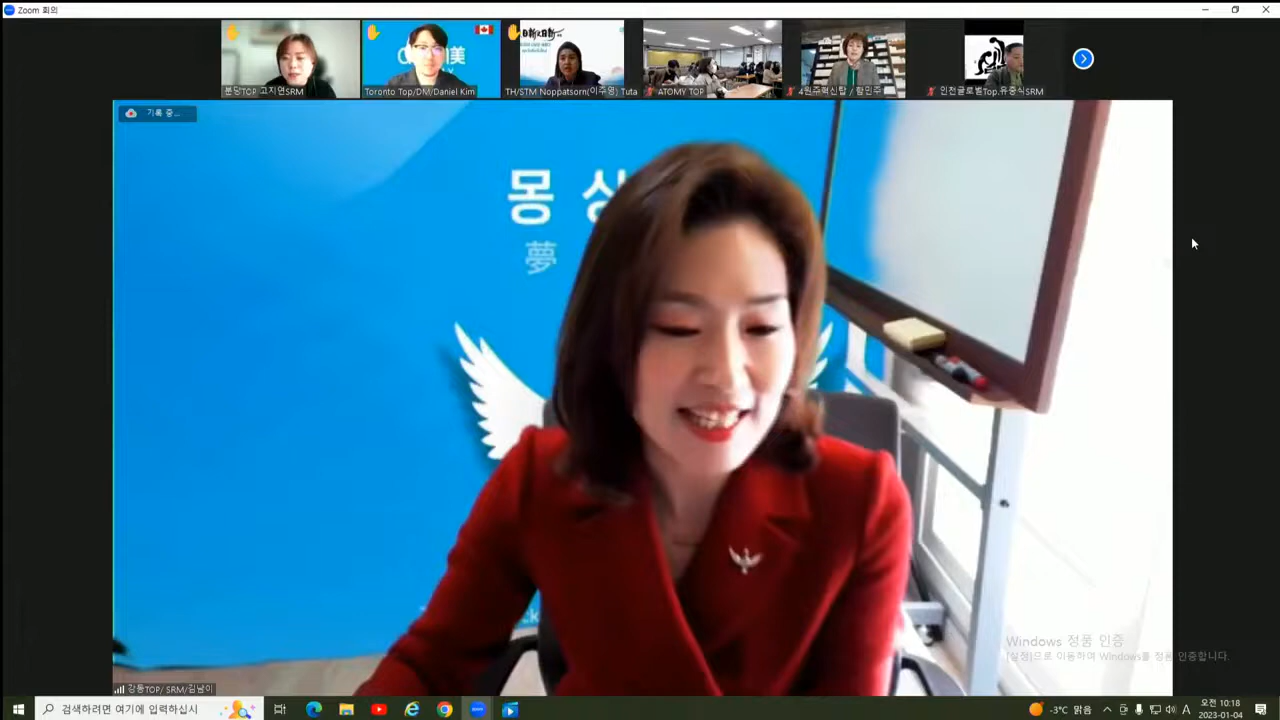 Zoom 회의
분당TOP 고지연SRM
Toronto Top/DM/Daniel Kim
TH/STM Noppatsorn(이주영) Tuta
ATOMY TOP
4원주혁신탑 / 함민주
인천글로벌Top.유중식SRM
기록 중...
몽 상
夢
강동TOP/ SRM/김남이
Windows 정품 인증
[설정]으로 이동하여 Windows를 정품 인증합니다.
검색하려면 여기에 입력하십시
-3°C 맑음
A
오전 10:18
2023-01-04